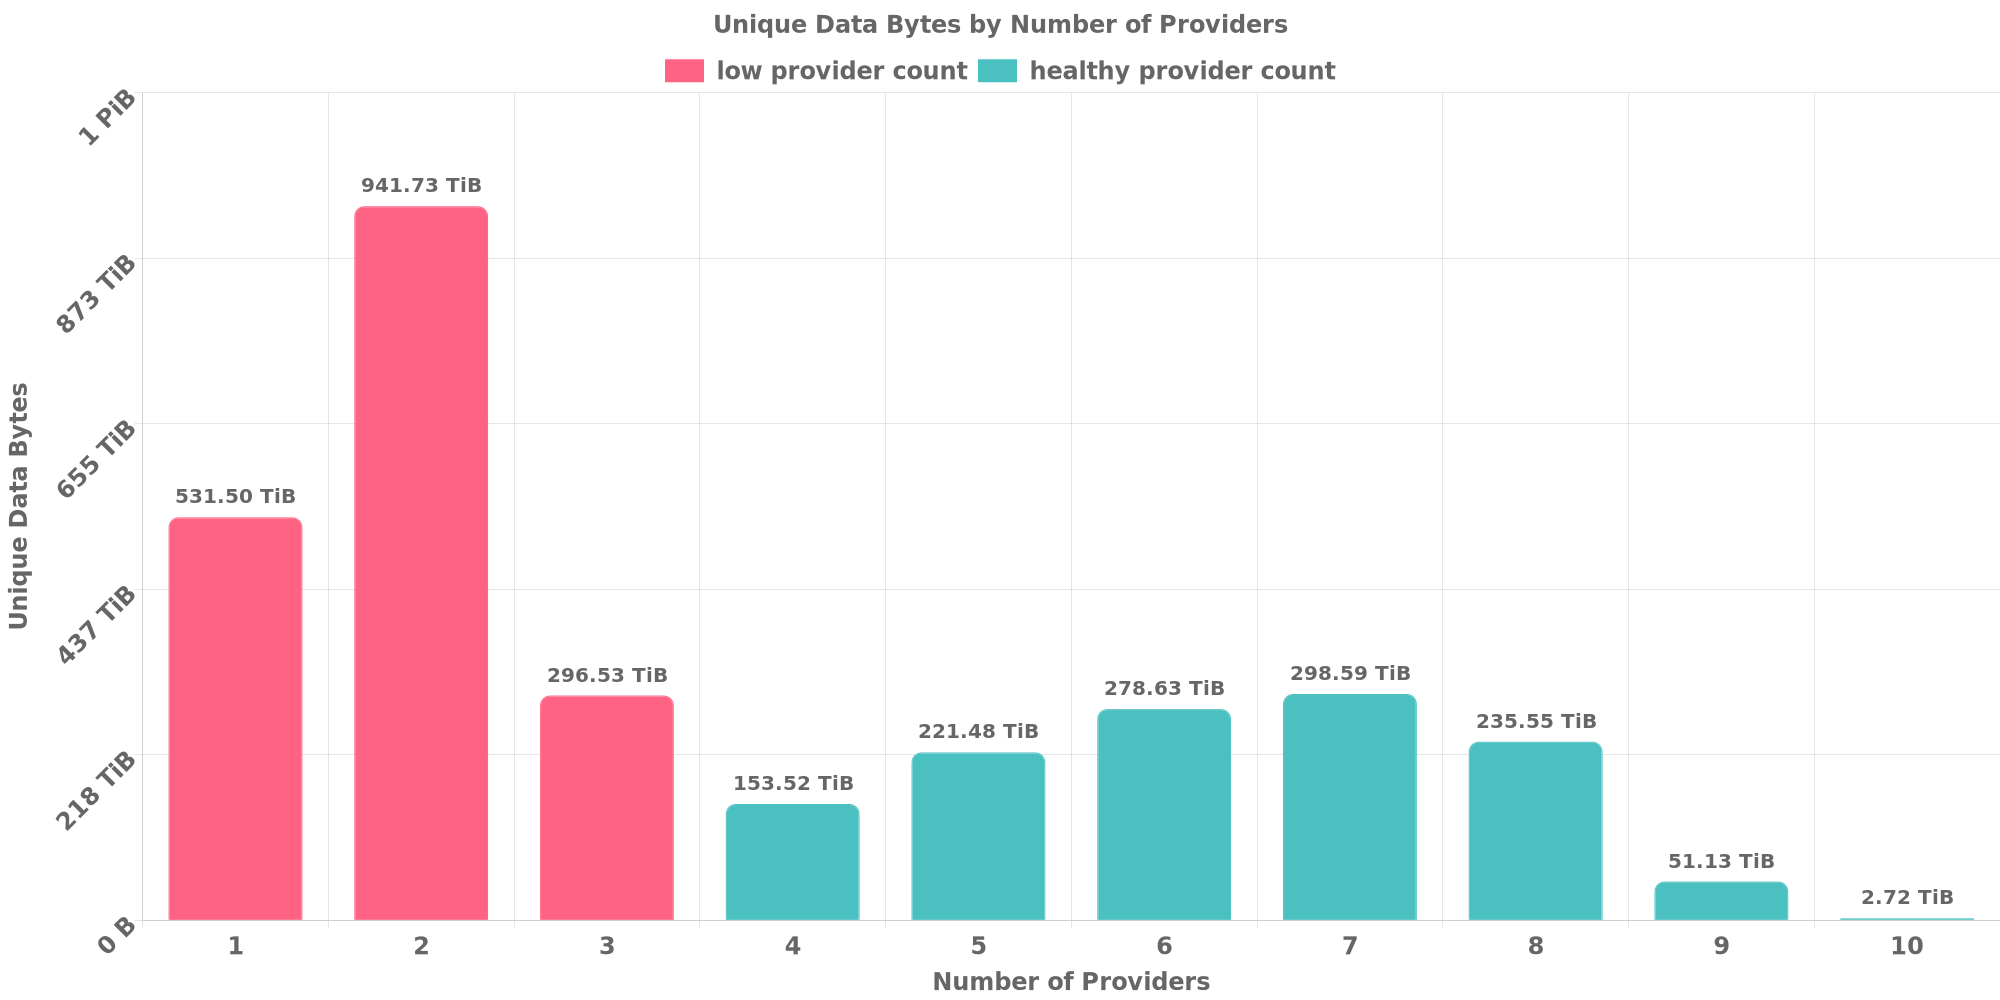 Unique Data Bytes by Number of Providers
low provider count healthy provider count
1 PiB
873 TiB
655 TiB
437 TiB
218 TiB
0 B
Unique Data Bytes
531.50 TiB
941.73 TiB
296.53 TiB
153.52 TiB
221.48 TiB
278.63 TiB
298.59 TiB
235.55 TiB
51.13 TiB
2.72 TiB
1 2 3 4 5 6 7 8 9 10
Number of Providers